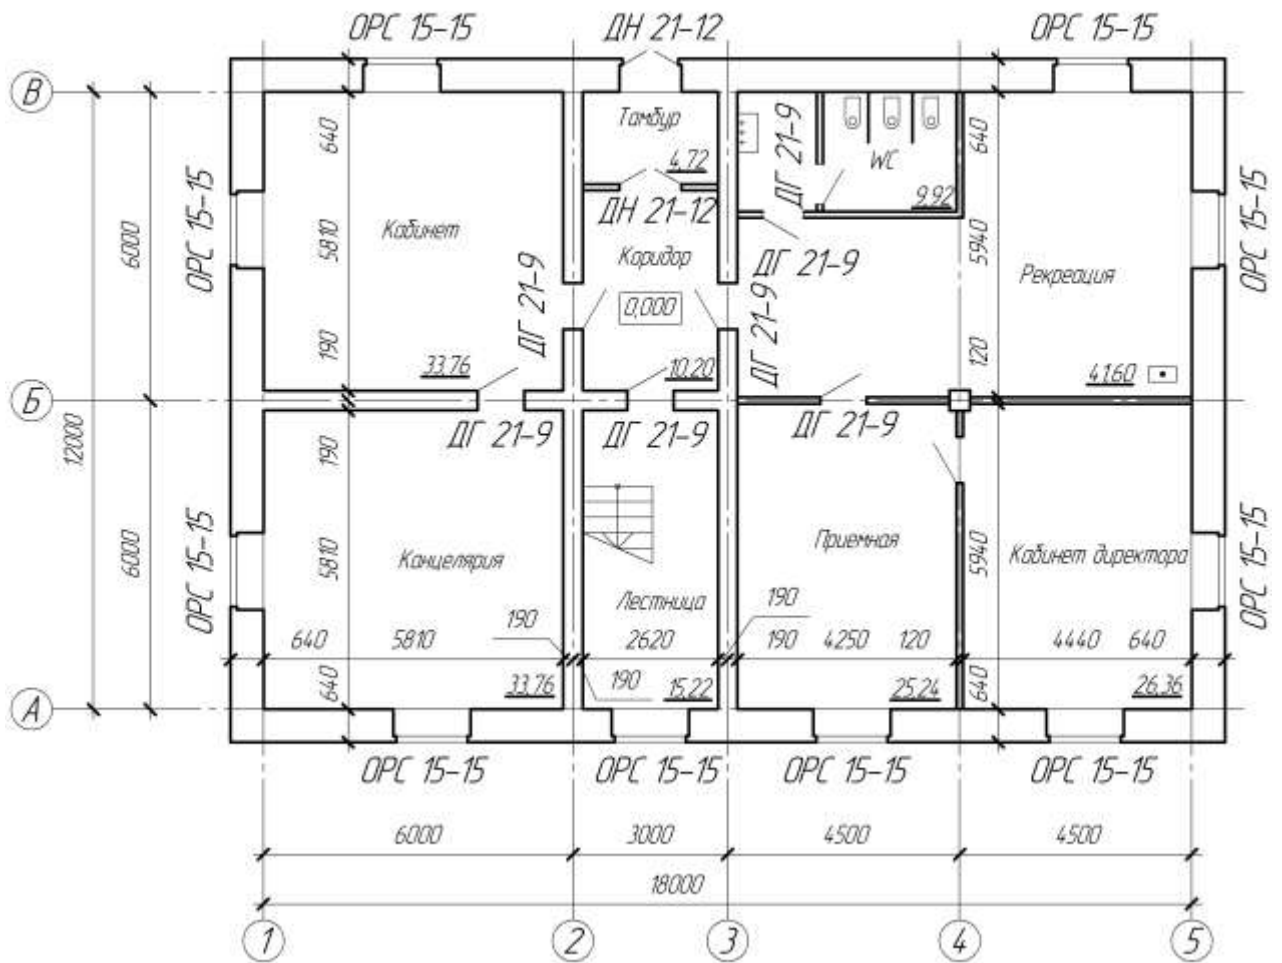 ОРС 15-15
ДН 21-12
ОРС 15-15
В
Тамбур
4,72
640
ДГ 21-9
WC
9.92
640
ОРС 15-15
6000
5810
Кабинет
ДН 21-12
Коридор
ДГ 21-9
5940
Рекреация
ОРС 15-15
ДГ 21-9
0,000
ДГ 21-9
190
33,76
10,20
120
41.60
Б
12000
ДГ 21-9
ДГ 21-9
ДГ 21-9
190
ОРС 15-15
6000
5810
Канцелярия
Приемная
5940
Кабинет директора
ОРС 15-15
Лестница
190
190
640
5810
2620
190
4250
120
4440
640
А
640
33,76
190
15,22
25,24
640
26,36
ОРС 15-15
ОРС 15-15
ОРС 15-15
ОРС 15-15
6000
3000
4500
4500
18000
1
2
3
4
5